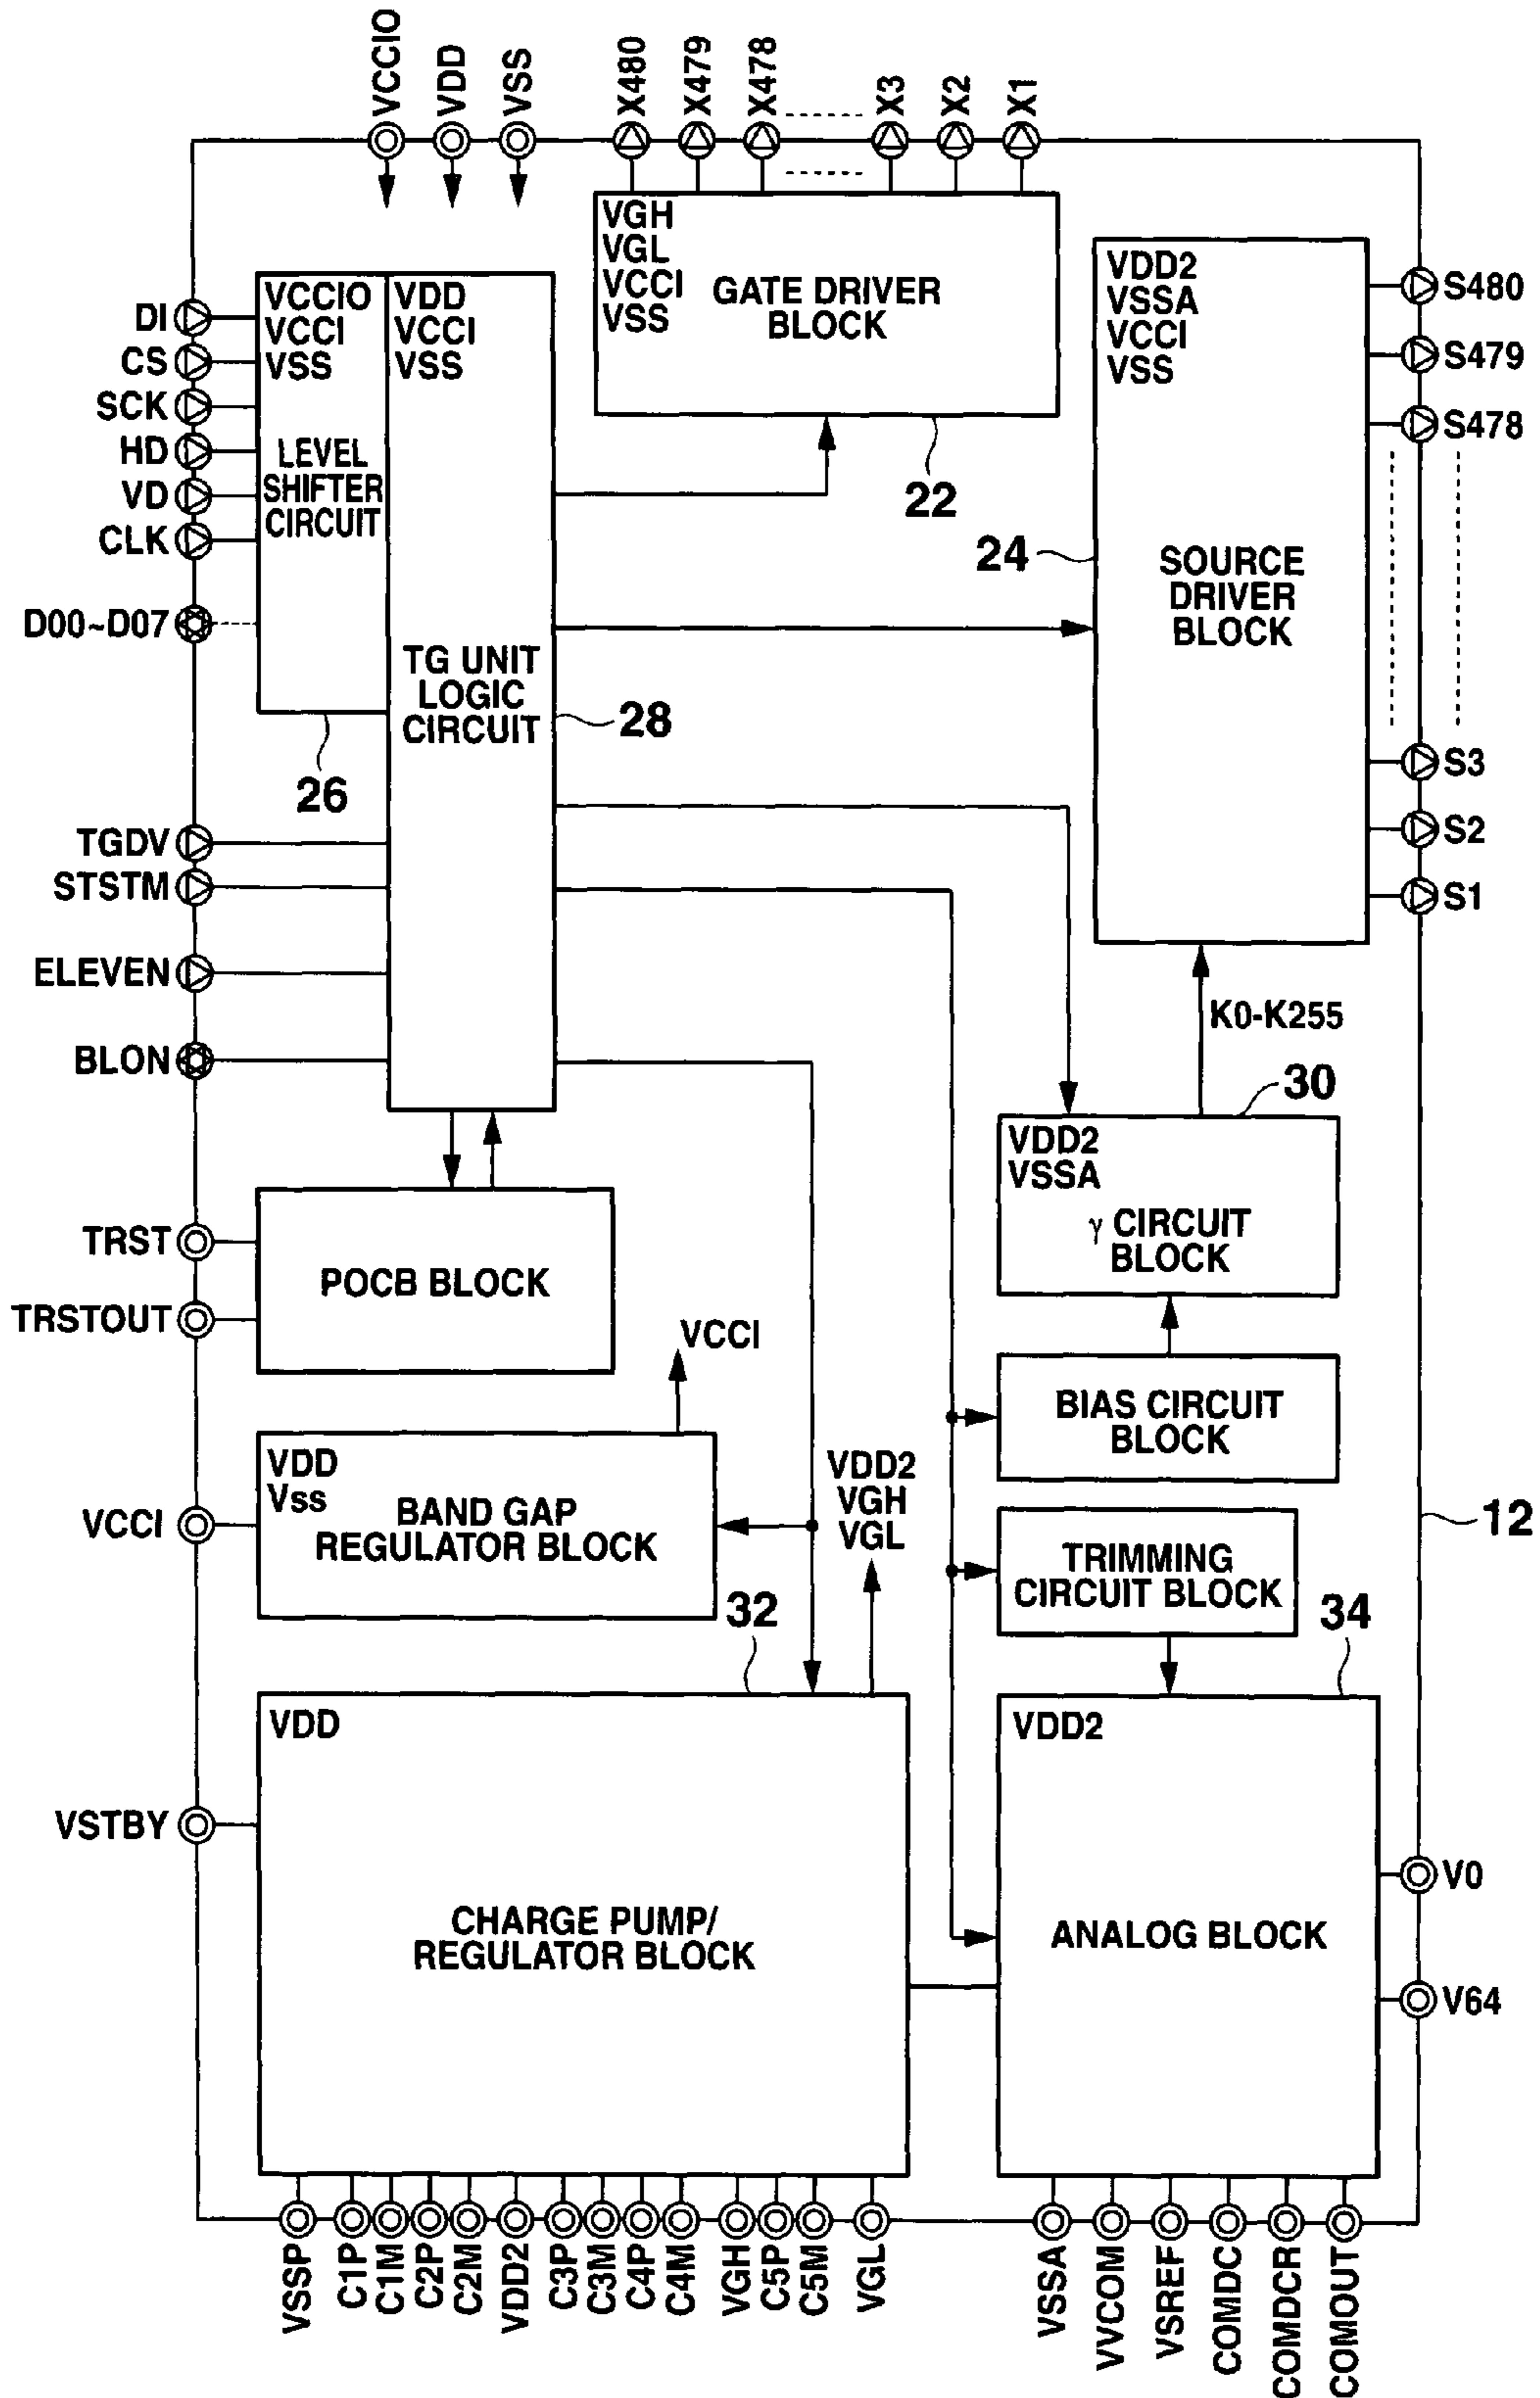 VCCIO
VDD
VSS
X480
X479
X478
X3
X2
X1
VGH
VGL
VCCI
VSS
GATE DRIVER
BLOCK
22
VDD2
VSSA
VCCI
VSS
24
SOURCE
DRIVER
BLOCK
S480
S479
S478
S3
S2
S1
DI
CS
SCK
HD
VD
CLK
D00~D07
VCCIO
VCCI
VSS
LEVEL
SHIFTER
CIRCUIT
26
VDD
VCCI
VSS
TG UNIT
LOGIC
CIRCUIT
28
TGDV
STSTM
ELEVEN
BLON
K0-K255
30
VDD2
VSSA
γ CIRCUIT
BLOCK
TRST
TRSTOUT
POCB BLOCK
VCCI
BIAS CIRCUIT
BLOCK
VCCI
VDD
Vss
BAND GAP
REGULATOR BLOCK
VDD2
VGH
VGL
12
TRIMMING
CIRCUIT BLOCK
32
34
VDD
VSTBY
CHARGE PUMP/
REGULATOR BLOCK
VDD2
ANALOG BLOCK
V0
V64
VSSP
C1P
C1M
C2P
C2M
VDD2
C3P
C3M
C4P
C4M
VGH
C5P
C5M
VGL
VSSA
VVCOM
VSREF
COMDC
COMDCR
COMOUT